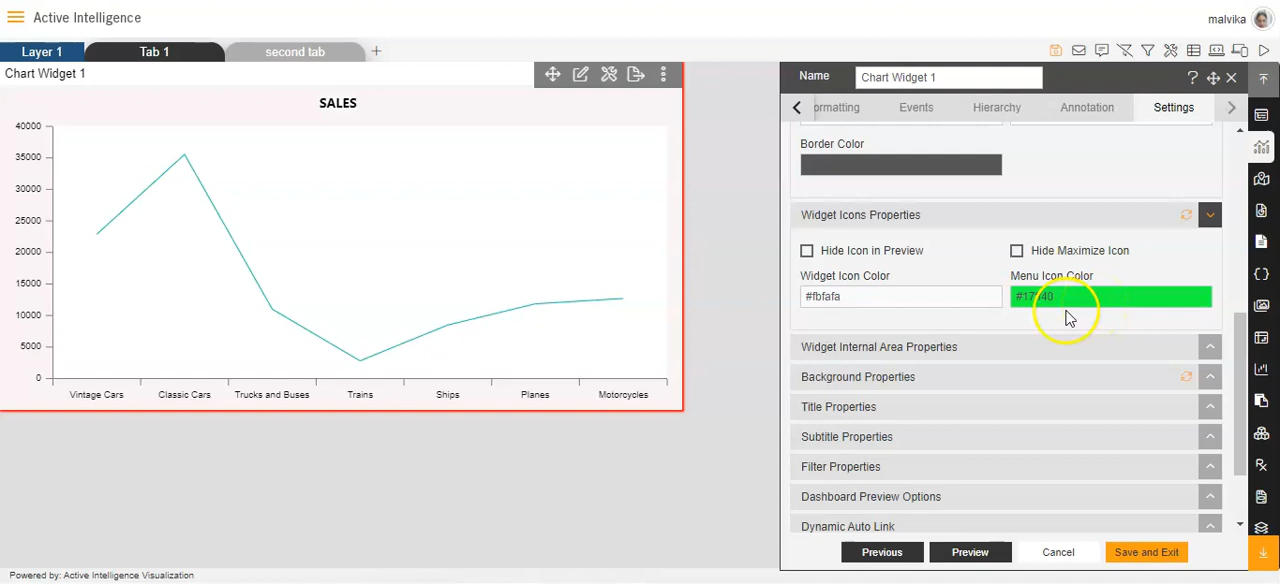 Active Intelligence
malvika
Layer 1
Tab 1
second tab
+
Chart Widget 1
SALES
40000
35000
30000
25000
20000
15000
10000
5000
0
Vintage Cars
Classic Cars
Trucks and Buses
Trains
Ships
Planes
Motorcycles
Name
Chart Widget 1
ormatting
Events
Hierarchy
Annotation
Settings
Border Color
Widget Icons Properties
Hide Icon in Preview
Hide Maximize Icon
Widget Icon Color
Menu Icon Color
#fbfafa
Widget Internal Area Properties
Background Properties
Title Properties
Subtitle Properties
Filter Properties
Dashboard Preview Options
Dynamic Auto Link
Previous
Preview
Cancel
Save and Exit
Powered by: Active Intelligence Visualization